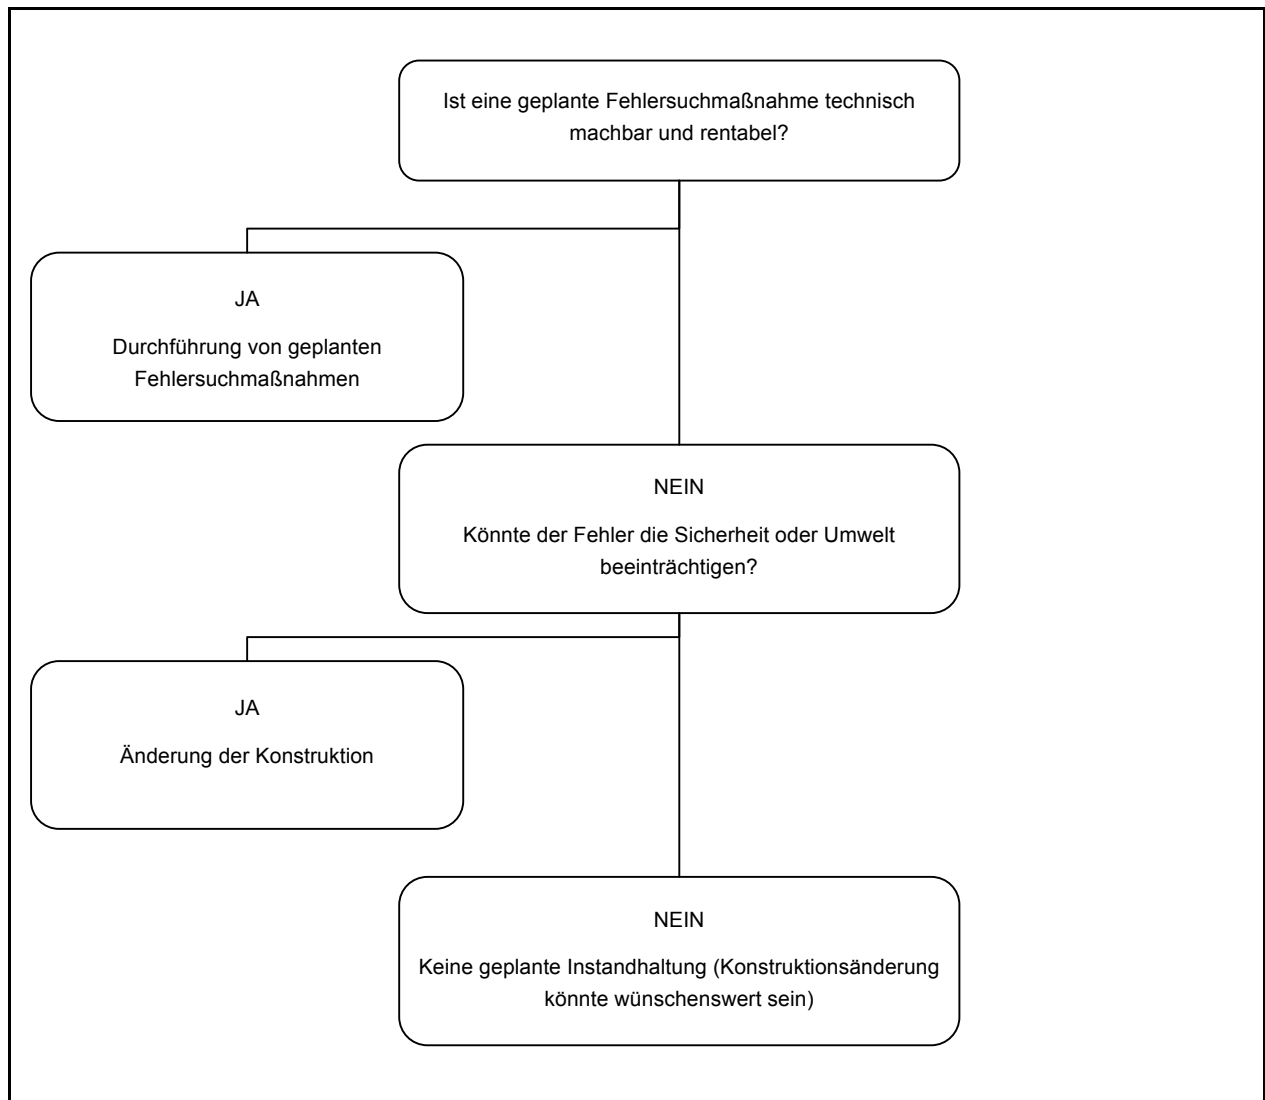 Ist eine geplante Fehlersuchmaßnahme technisch
machbar und rentabel?
JA
Durchführung von geplanten
Fehlersuchmaßnahmen
NEIN
Könnte der Fehler die Sicherheit oder Umwelt
beeinträchtigen?
JA
Änderung der Konstruktion
NEIN
Keine geplante Instandhaltung (Konstruktionsänderung
könnte wünschenswert sein)